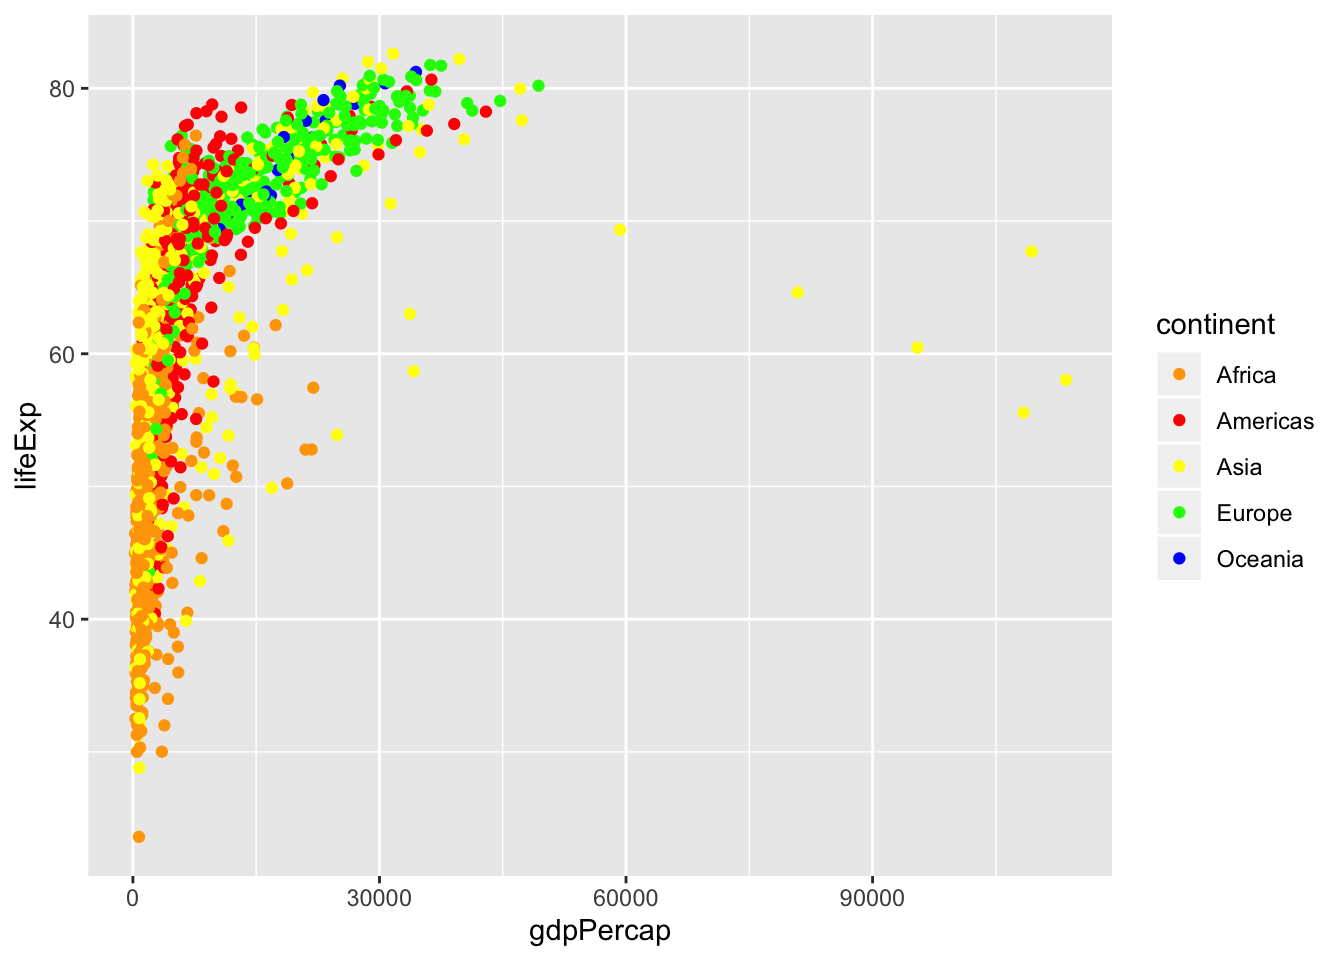 80
60
40
lifeExp
0 30000 60000 90000
gdpPercap
continent
Africa
Americas
Asia
Europe
Oceania